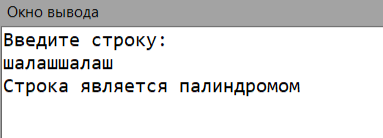 Окно вывода
Введите строку:
шалашшалаш
Строка является палиндромом